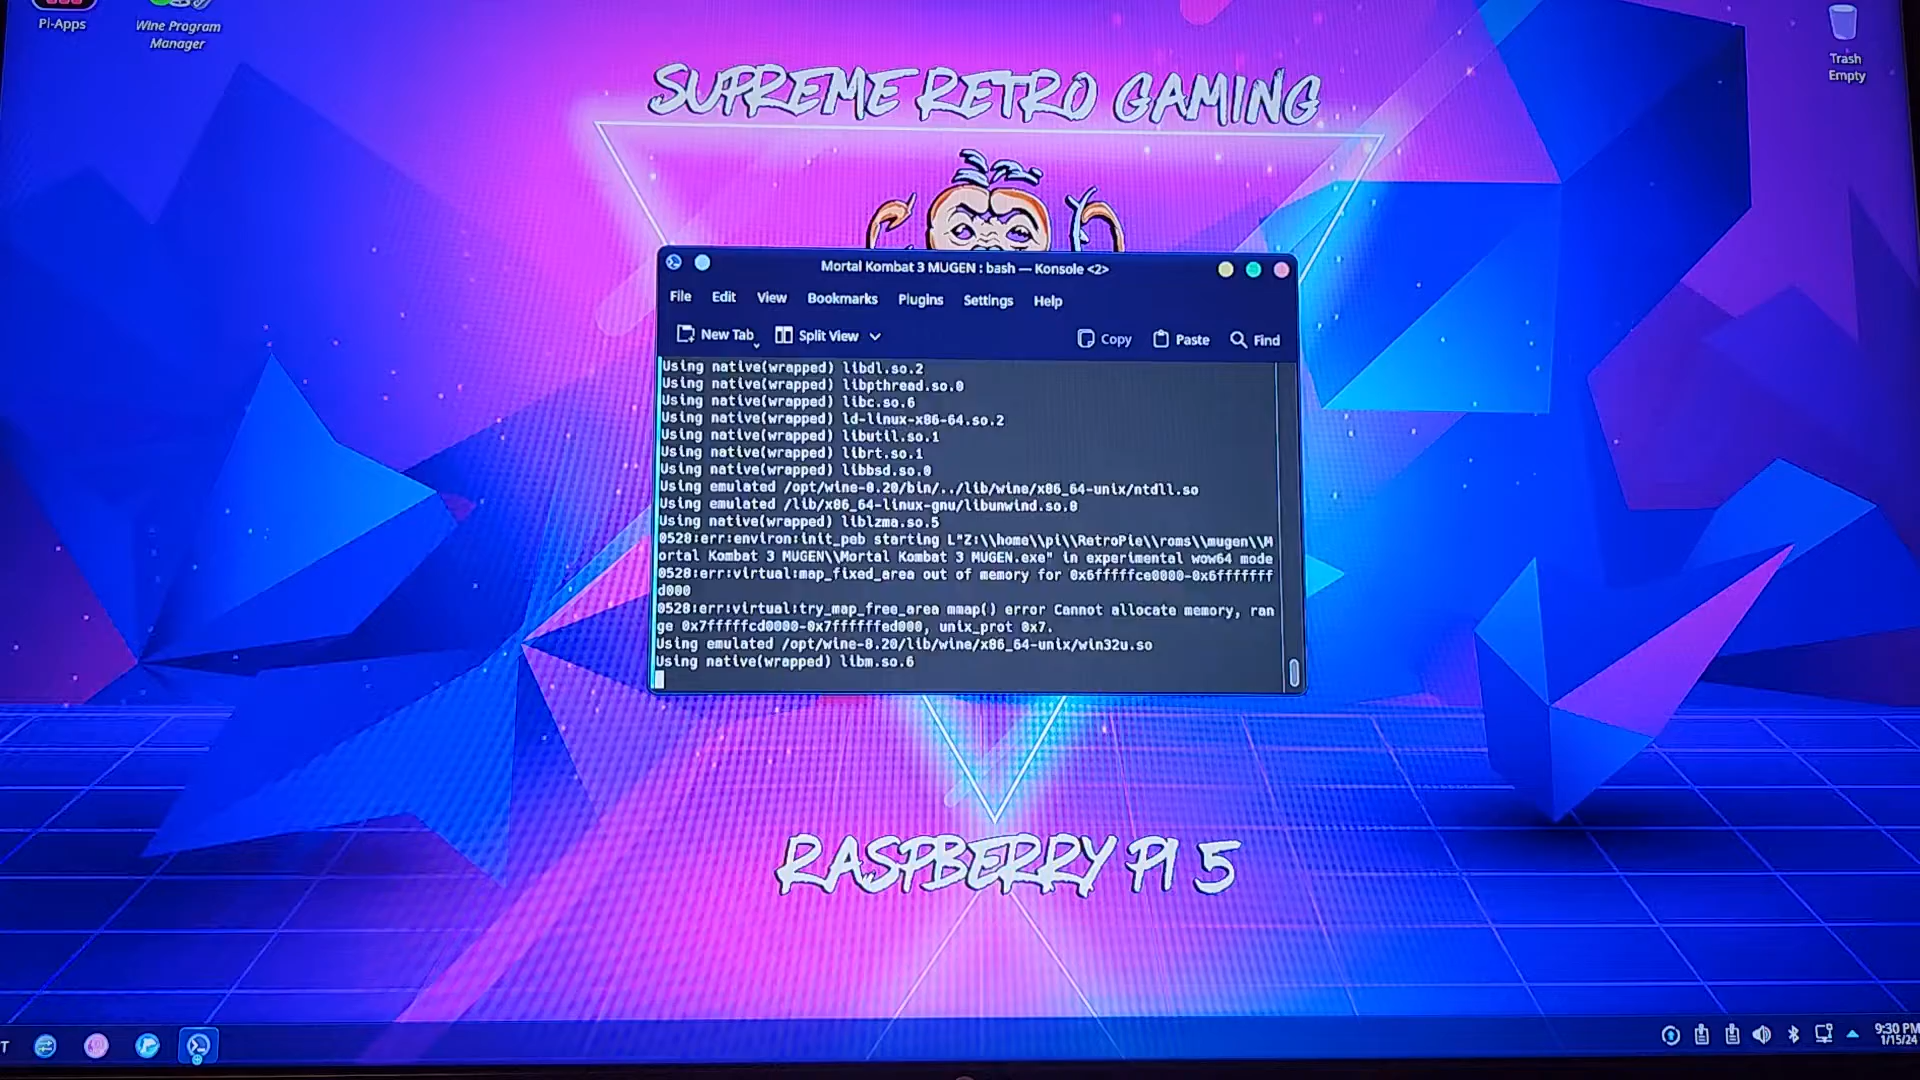 Pi-Apps
Wine Program
Manager
Trash
Empty
SUPREME RETRO GAMING
Mortal Kombat 3 MUGEN : bash — Konsole <2>
File Edit View Bookmarks Plugins Settings Help
New Tab Split View Copy Paste Find
Using native(wrapped) libdl.so.2
Using native(wrapped) libpthread.so.0
Using native(wrapped) libc.so.6
Using native(wrapped) ld-linux-x86-64.so.2
Using native(wrapped) libutil.so.1
Using native(wrapped) librt.so.1
Using native(wrapped) libbsd.so.0
Using emulated /opt/wine-8.20/bin/../lib/wine/x86_64-unix/ntdll.so
Using emulated /lib/x86_64-linux-gnu/libunwind.so.8
Using native(wrapped) liblzma.so.5
0528:err:environ:init_peb starting L"Z:\\home\\pi\\RetroPie\\roms\\mugen\\M
ortal Kombat 3 MUGEN\\Mortal Kombat 3 MUGEN.exe" in experimental wow64 mode
0528:err:virtual:map_fixed_area out of memory for 0x6fffffce0000-0x6fffffff
d000
0528:err:virtual:try_map_free_area mmap() error Cannot allocate memory, ran
ge 0x7fffffcd0000-0x7ffffffed000, unix_prot 0x7.
Using emulated /opt/wine-8.20/lib/wine/x86_64-unix/win32u.so
Using native(wrapped) libm.so.6
RASPBERRY PI 5
T
9:30 PM
1/15/24